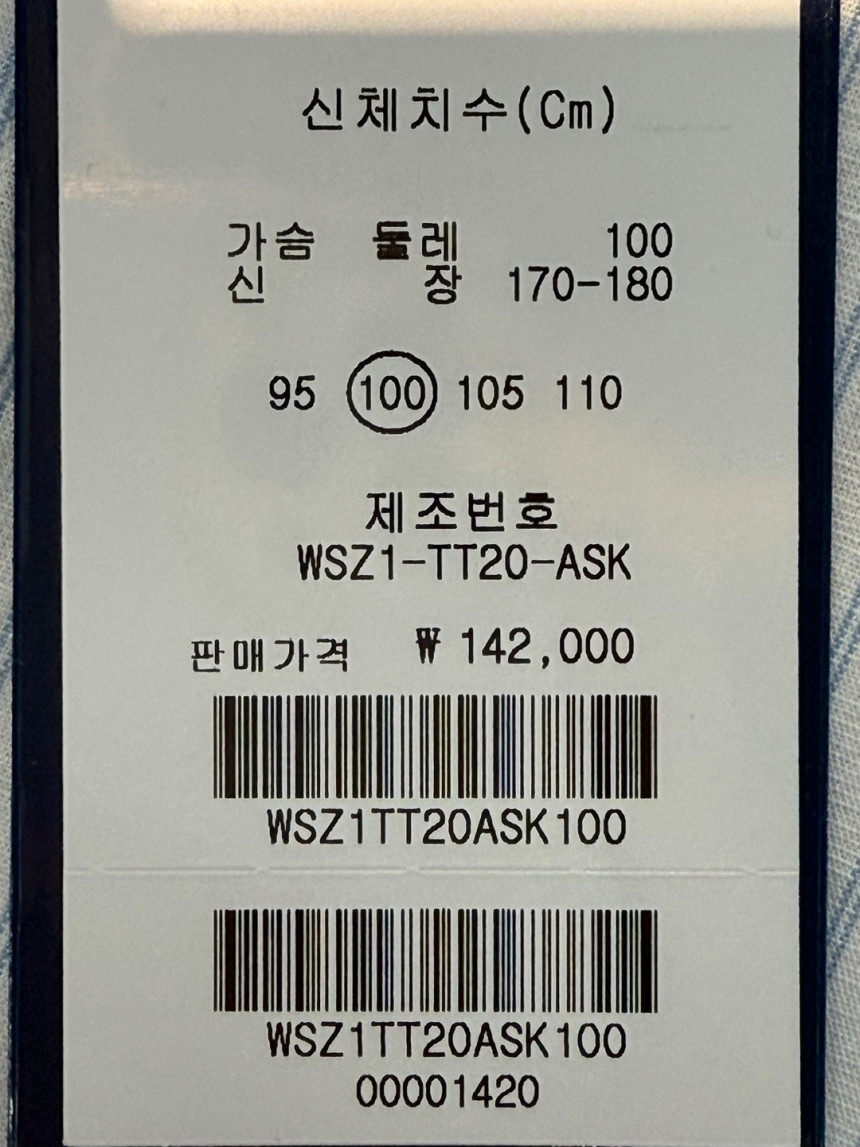 신체치수(Cm)
가슴 둘레 100
신 장 170-180
95 100 105 110
제조번호
WSZ1-TT20-ASK
판매가격 ₩ 142,000
WSZ1TT20ASK100
WSZ1TT20ASK100
00001420